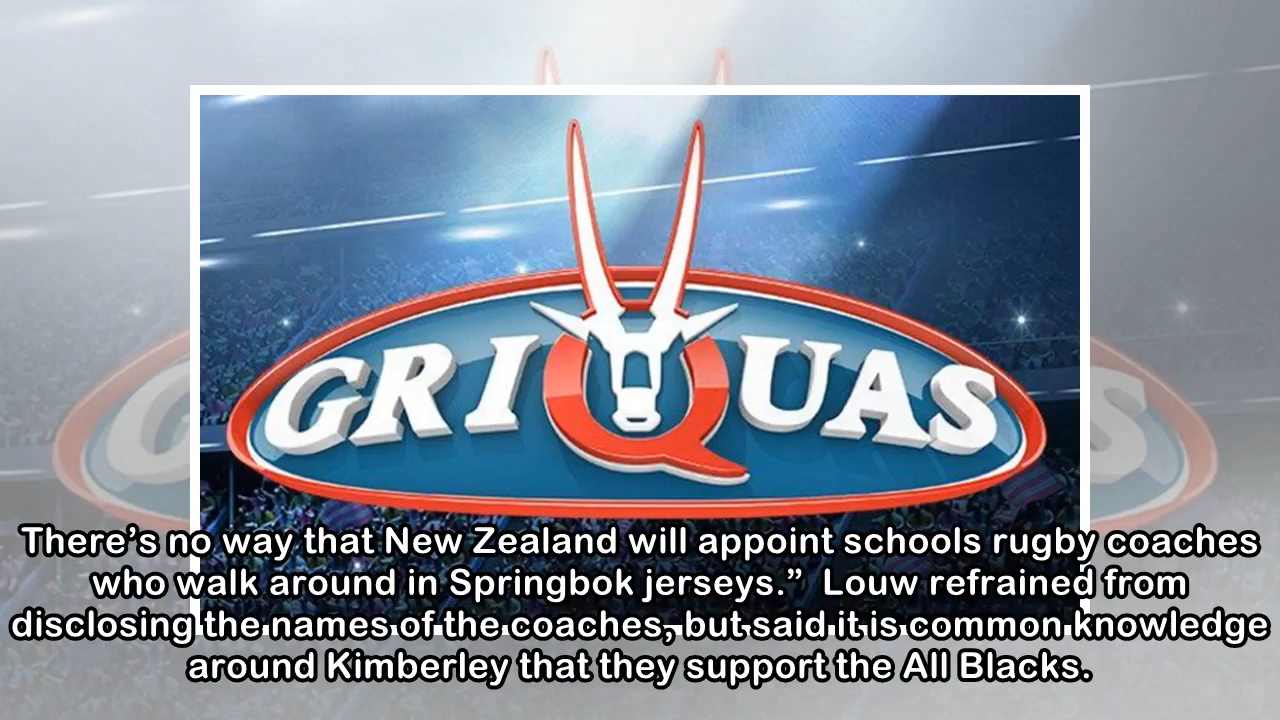 GRIQUAS
There’s no way that New Zealand will appoint schools rugby coaches
who walk around in Springbok jerseys.”  Louw refrained from
disclosing the names of the coaches, but said it is common knowledge
around Kimberley that they support the All Blacks.